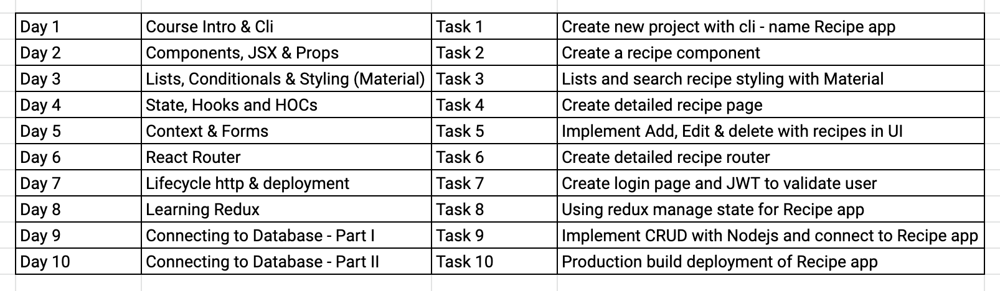 Day 1 Course Intro & Cli Task 1 Create new project with cli - name Recipe app
Day 2 Components, JSX & Props Task 2 Create a recipe component
Day 3 Lists, Conditionals & Styling (Material) Task 3 Lists and search recipe styling with Material
Day 4 State, Hooks and HOCs Task 4 Create detailed recipe page
Day 5 Context & Forms Task 5 Implement Add, Edit & delete with recipes in UI
Day 6 React Router Task 6 Create detailed recipe router
Day 7 Lifecycle http & deployment Task 7 Create login page and JWT to validate user
Day 8 Learning Redux Task 8 Using redux manage state for Recipe app
Day 9 Connecting to Database - Part I Task 9 Implement CRUD with Nodejs and connect to Recipe app
Day 10 Connecting to Database - Part II Task 10 Production build deployment of Recipe app